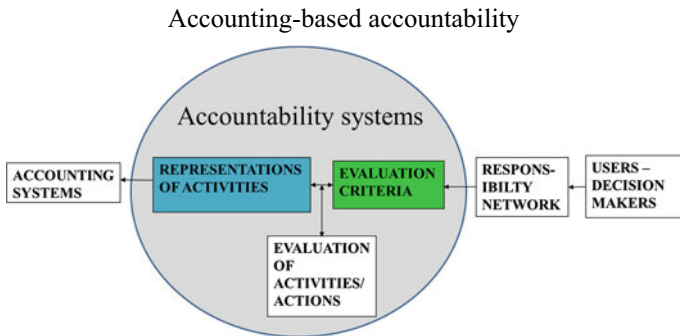 Accounting-based accountability
Accountability systems
ACCOUNTING
SYSTEMS
REPRESENTATIONS
OF ACTIVITIES
EVALUATION
CRITERIA
RESPONS-
IBILTY
NETWORK
USERS –
DECISION
MAKERS
EVALUATION
OF
ACTIVITIES/
ACTIONS